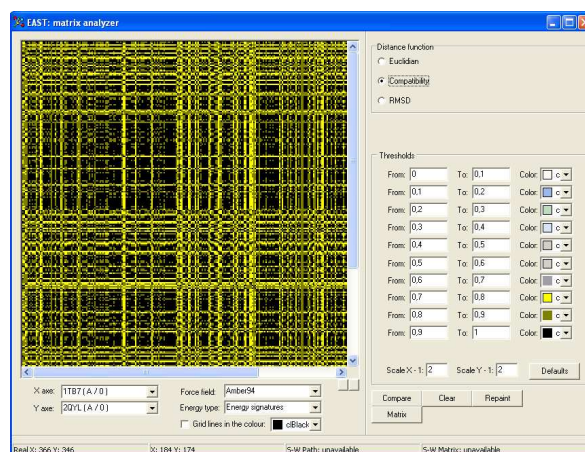 EAST: matrix analyzer
Distance function
Euclidian
Compatibility
RMSD
Thresholds
From: 0 To: 0,1 Color: c
From: 0,1 To: 0,2 Color: c
From: 0,2 To: 0,3 Color: c
From: 0,3 To: 0,4 Color: c
From: 0,4 To: 0,5 Color: c
From: 0,5 To: 0,6 Color: c
From: 0,6 To: 0,7 Color: c
From: 0,7 To: 0,8 Color: c
From: 0,8 To: 0,9 Color: c
From: 0,9 To: 1 Color: c
Scale X - 1: 2 Scale Y - 1: 2 Defaults
X axe: 1TB7 ( A / 0 ) Force field: Amber94 Compare Clear Repaint
Y axe: 2QYL ( A / 0 ) Energy type: Energy signatures Matrix
Grid lines in the colour: clBlack
Real X: 366 Y: 346 X: 184 Y: 174 S-W Path: unavailable S-W Matrix: unavailable